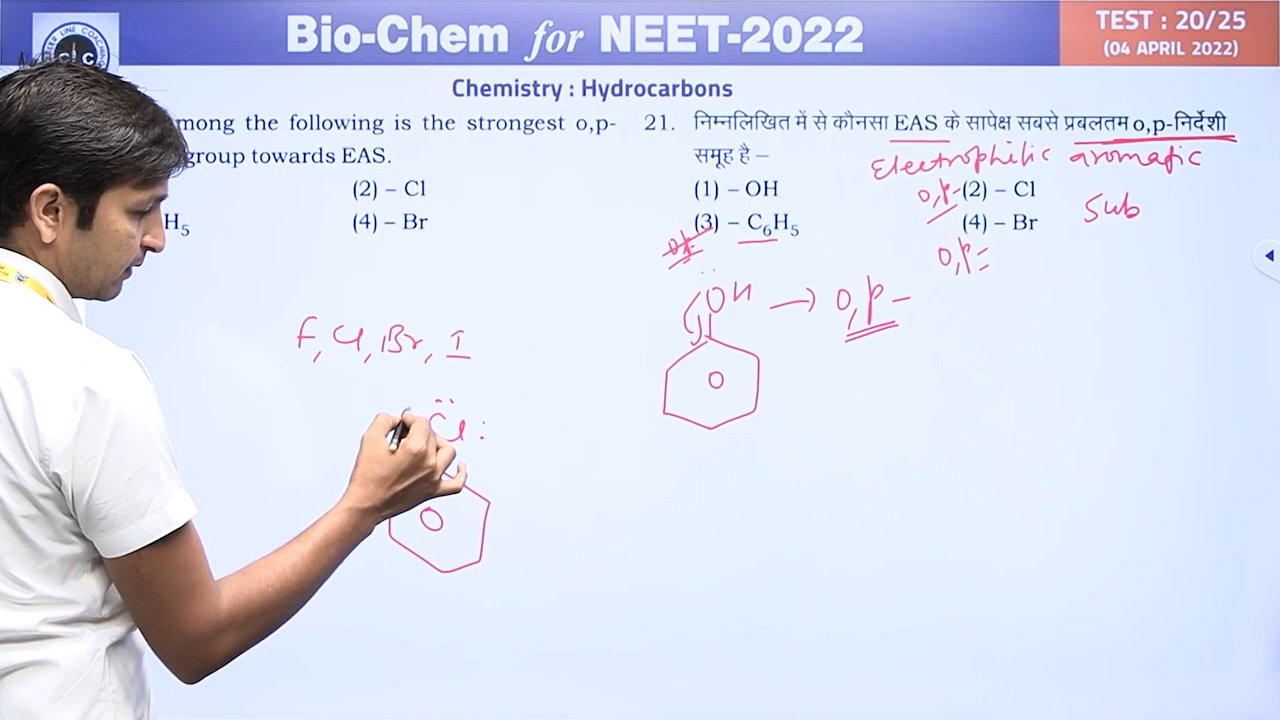 Bio-Chem for NEET-2022
TEST : 20/25
(04 APRIL 2022)
Chemistry : Hydrocarbons
mong the following is the strongest o,p-
group towards EAS.
(2) – Cl
H5
(4) – Br
21. निम्नलिखित में से कौनसा EAS के सापेक्ष सबसे प्रबलतम o,p-निर्देशी
समूह है –
Electrophilic aromatic
(1) – OH
o,p- (2) – Cl
Sub
(3) – C6H5
(4) – Br
o,p-
OH → o,p-
F, Cl, Br, I
Cl: